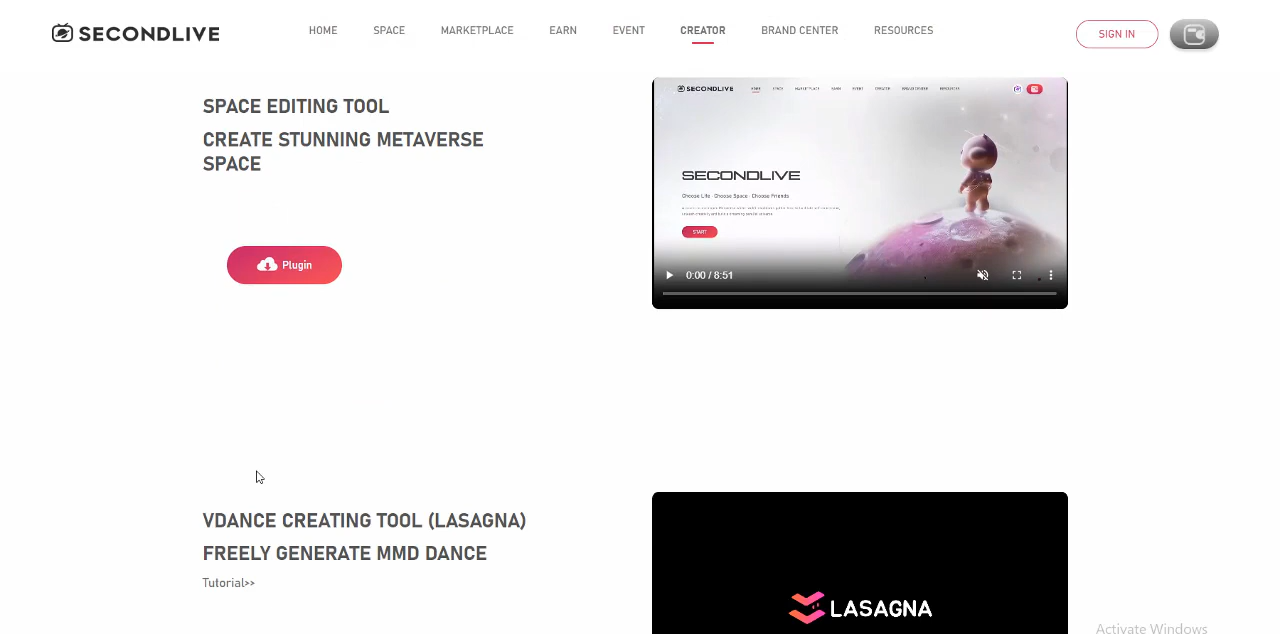 SECONDLIVE
HOME
SPACE
MARKETPLACE
EARN
EVENT
CREATOR
BRAND CENTER
RESOURCES
SIGN IN
SPACE EDITING TOOL
CREATE STUNNING METAVERSE
SPACE
Plugin
SECONDLIVE
SECONDLIVE
Choose Life · Choose Space · Choose Friends
START
0:00 / 8:51
VDANCE CREATING TOOL (LASAGNA)
FREELY GENERATE MMD DANCE
Tutorial>>
LASAGNA
Activate Windows